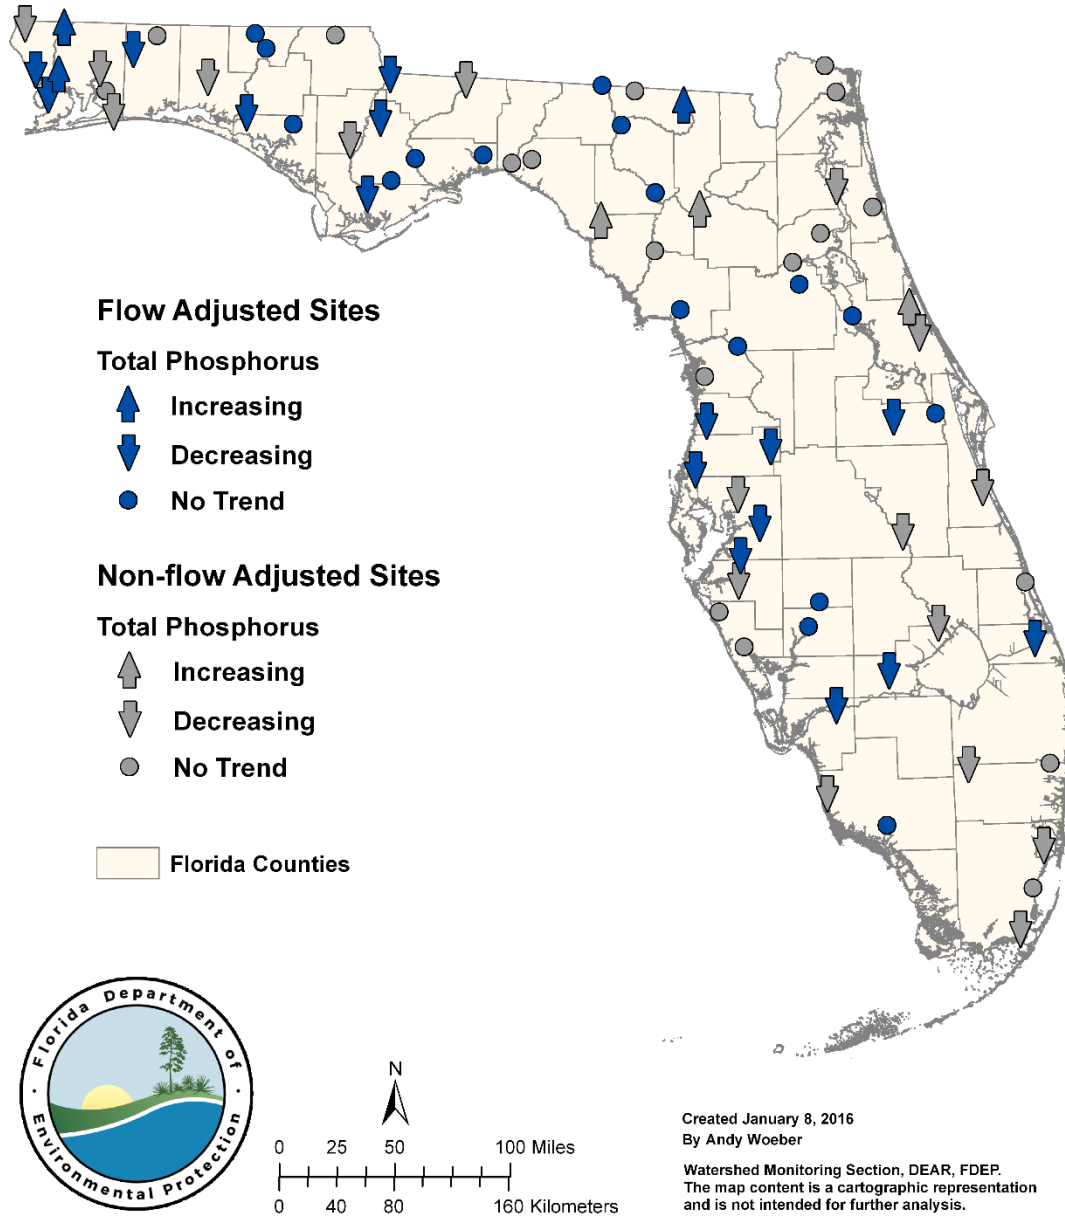 Flow Adjusted Sites
Total Phosphorus
Increasing
Decreasing
No Trend
Non-flow Adjusted Sites
Total Phosphorus
Increasing
Decreasing
No Trend
Florida Counties
Florida Department of
Environmental Protection
N
0 25 50 100 Miles
0 40 80 160 Kilometers
Created January 8, 2016
By Andy Woeber
Watershed Monitoring Section, DEAR, FDEP.
The map content is a cartographic representation
and is not intended for further analysis.